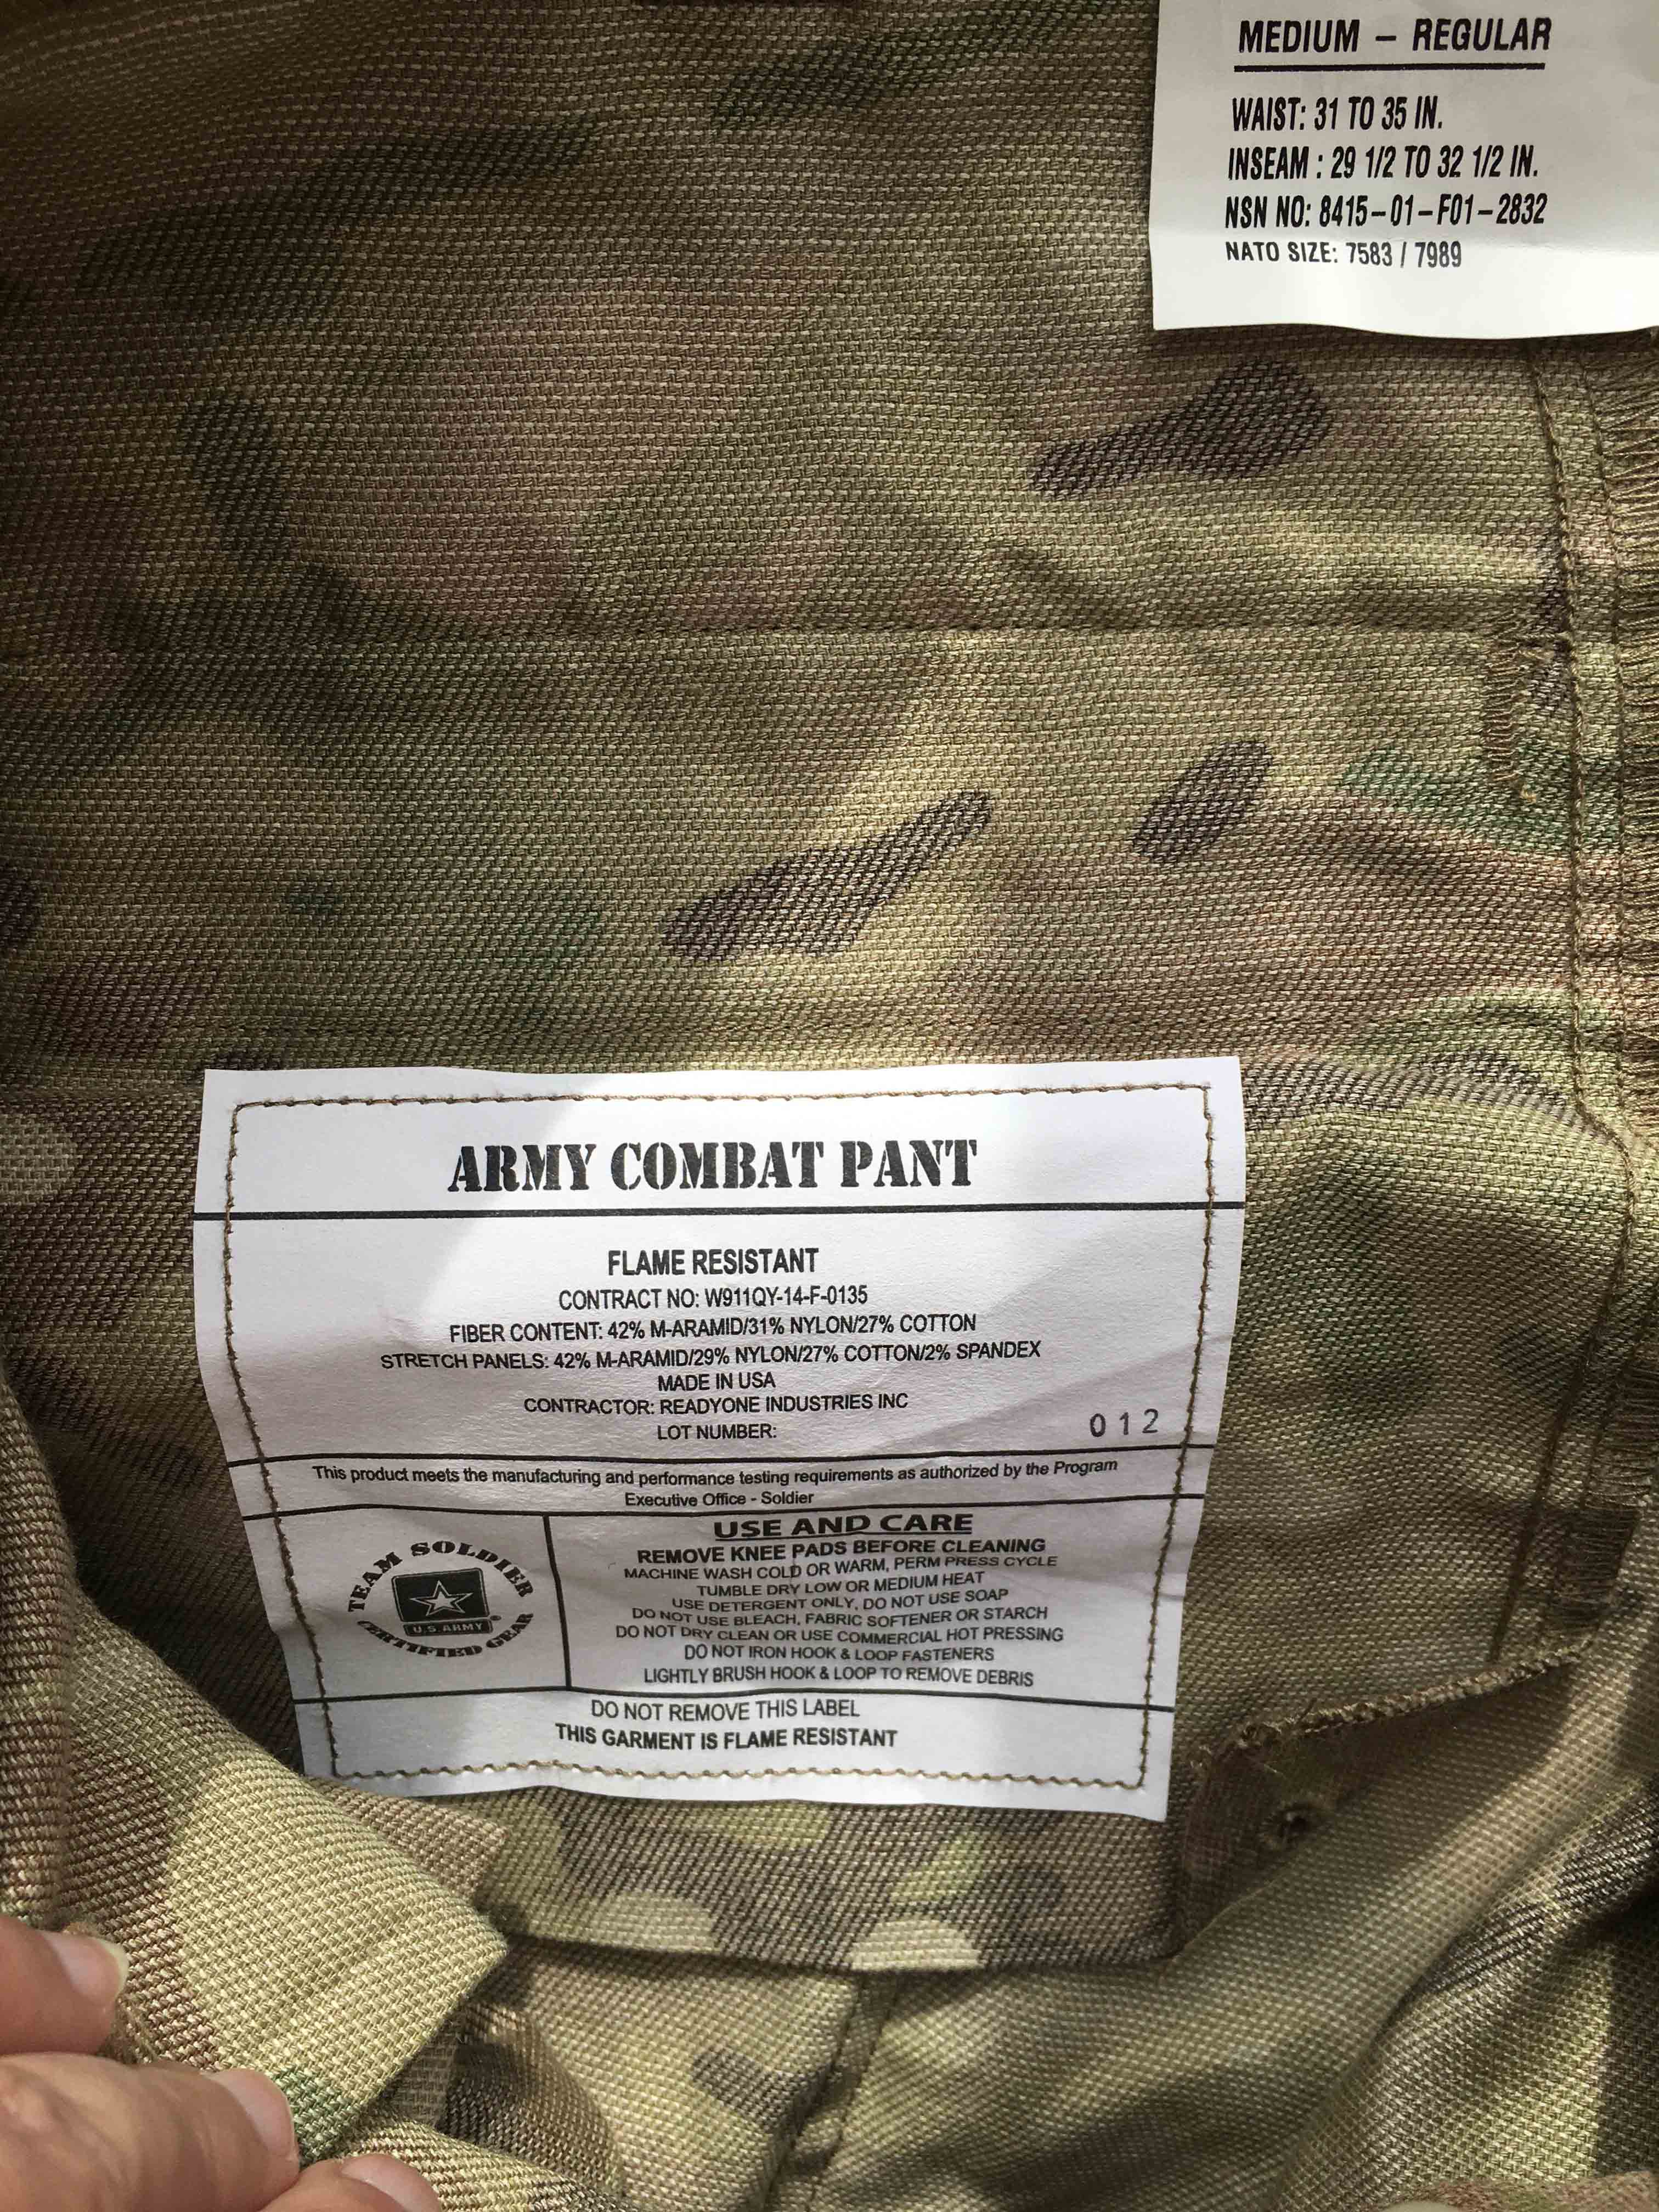 MEDIUM – REGULAR
WAIST: 31 TO 35 IN.
INSEAM : 29 1/2 TO 32 1/2 IN.
NSN NO: 8415-01-F01-2832
NATO SIZE: 7583 / 7989
ARMY COMBAT PANT
FLAME RESISTANT
CONTRACT NO: W911QY-14-F-0135
FIBER CONTENT: 42% M-ARAMID/31% NYLON/27% COTTON
STRETCH PANELS: 42% M-ARAMID/29% NYLON/27% COTTON/2% SPANDEX
MADE IN USA
CONTRACTOR: READYONE INDUSTRIES INC
LOT NUMBER: 012
This product meets the manufacturing and performance testing requirements as authorized by the Program
Executive Office - Soldier
TEAM SOLDIER
U.S.ARMY
CERTIFIED GEAR
USE AND CARE
REMOVE KNEE PADS BEFORE CLEANING
MACHINE WASH COLD OR WARM, PERM PRESS CYCLE
TUMBLE DRY LOW OR MEDIUM HEAT
USE DETERGENT ONLY, DO NOT USE SOAP
DO NOT USE BLEACH, FABRIC SOFTENER OR STARCH
DO NOT DRY CLEAN OR USE COMMERCIAL HOT PRESSING
DO NOT IRON HOOK & LOOP FASTENERS
LIGHTLY BRUSH HOOK & LOOP TO REMOVE DEBRIS
DO NOT REMOVE THIS LABEL
THIS GARMENT IS FLAME RESISTANT